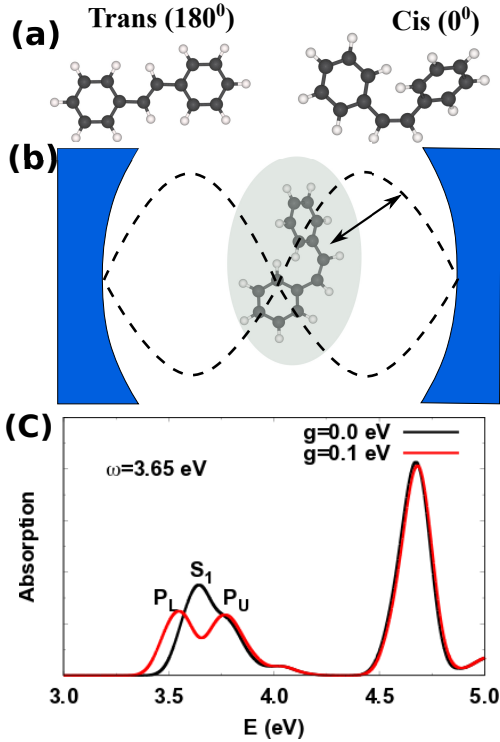 (a) Trans (180⁰) Cis (0⁰)
(b)
(C)
g=0.0 eV
g=0.1 eV
ω=3.65 eV
S₁
P_L P_U
Absorption
3.0 3.5 4.0 4.5 5.0
E (eV)